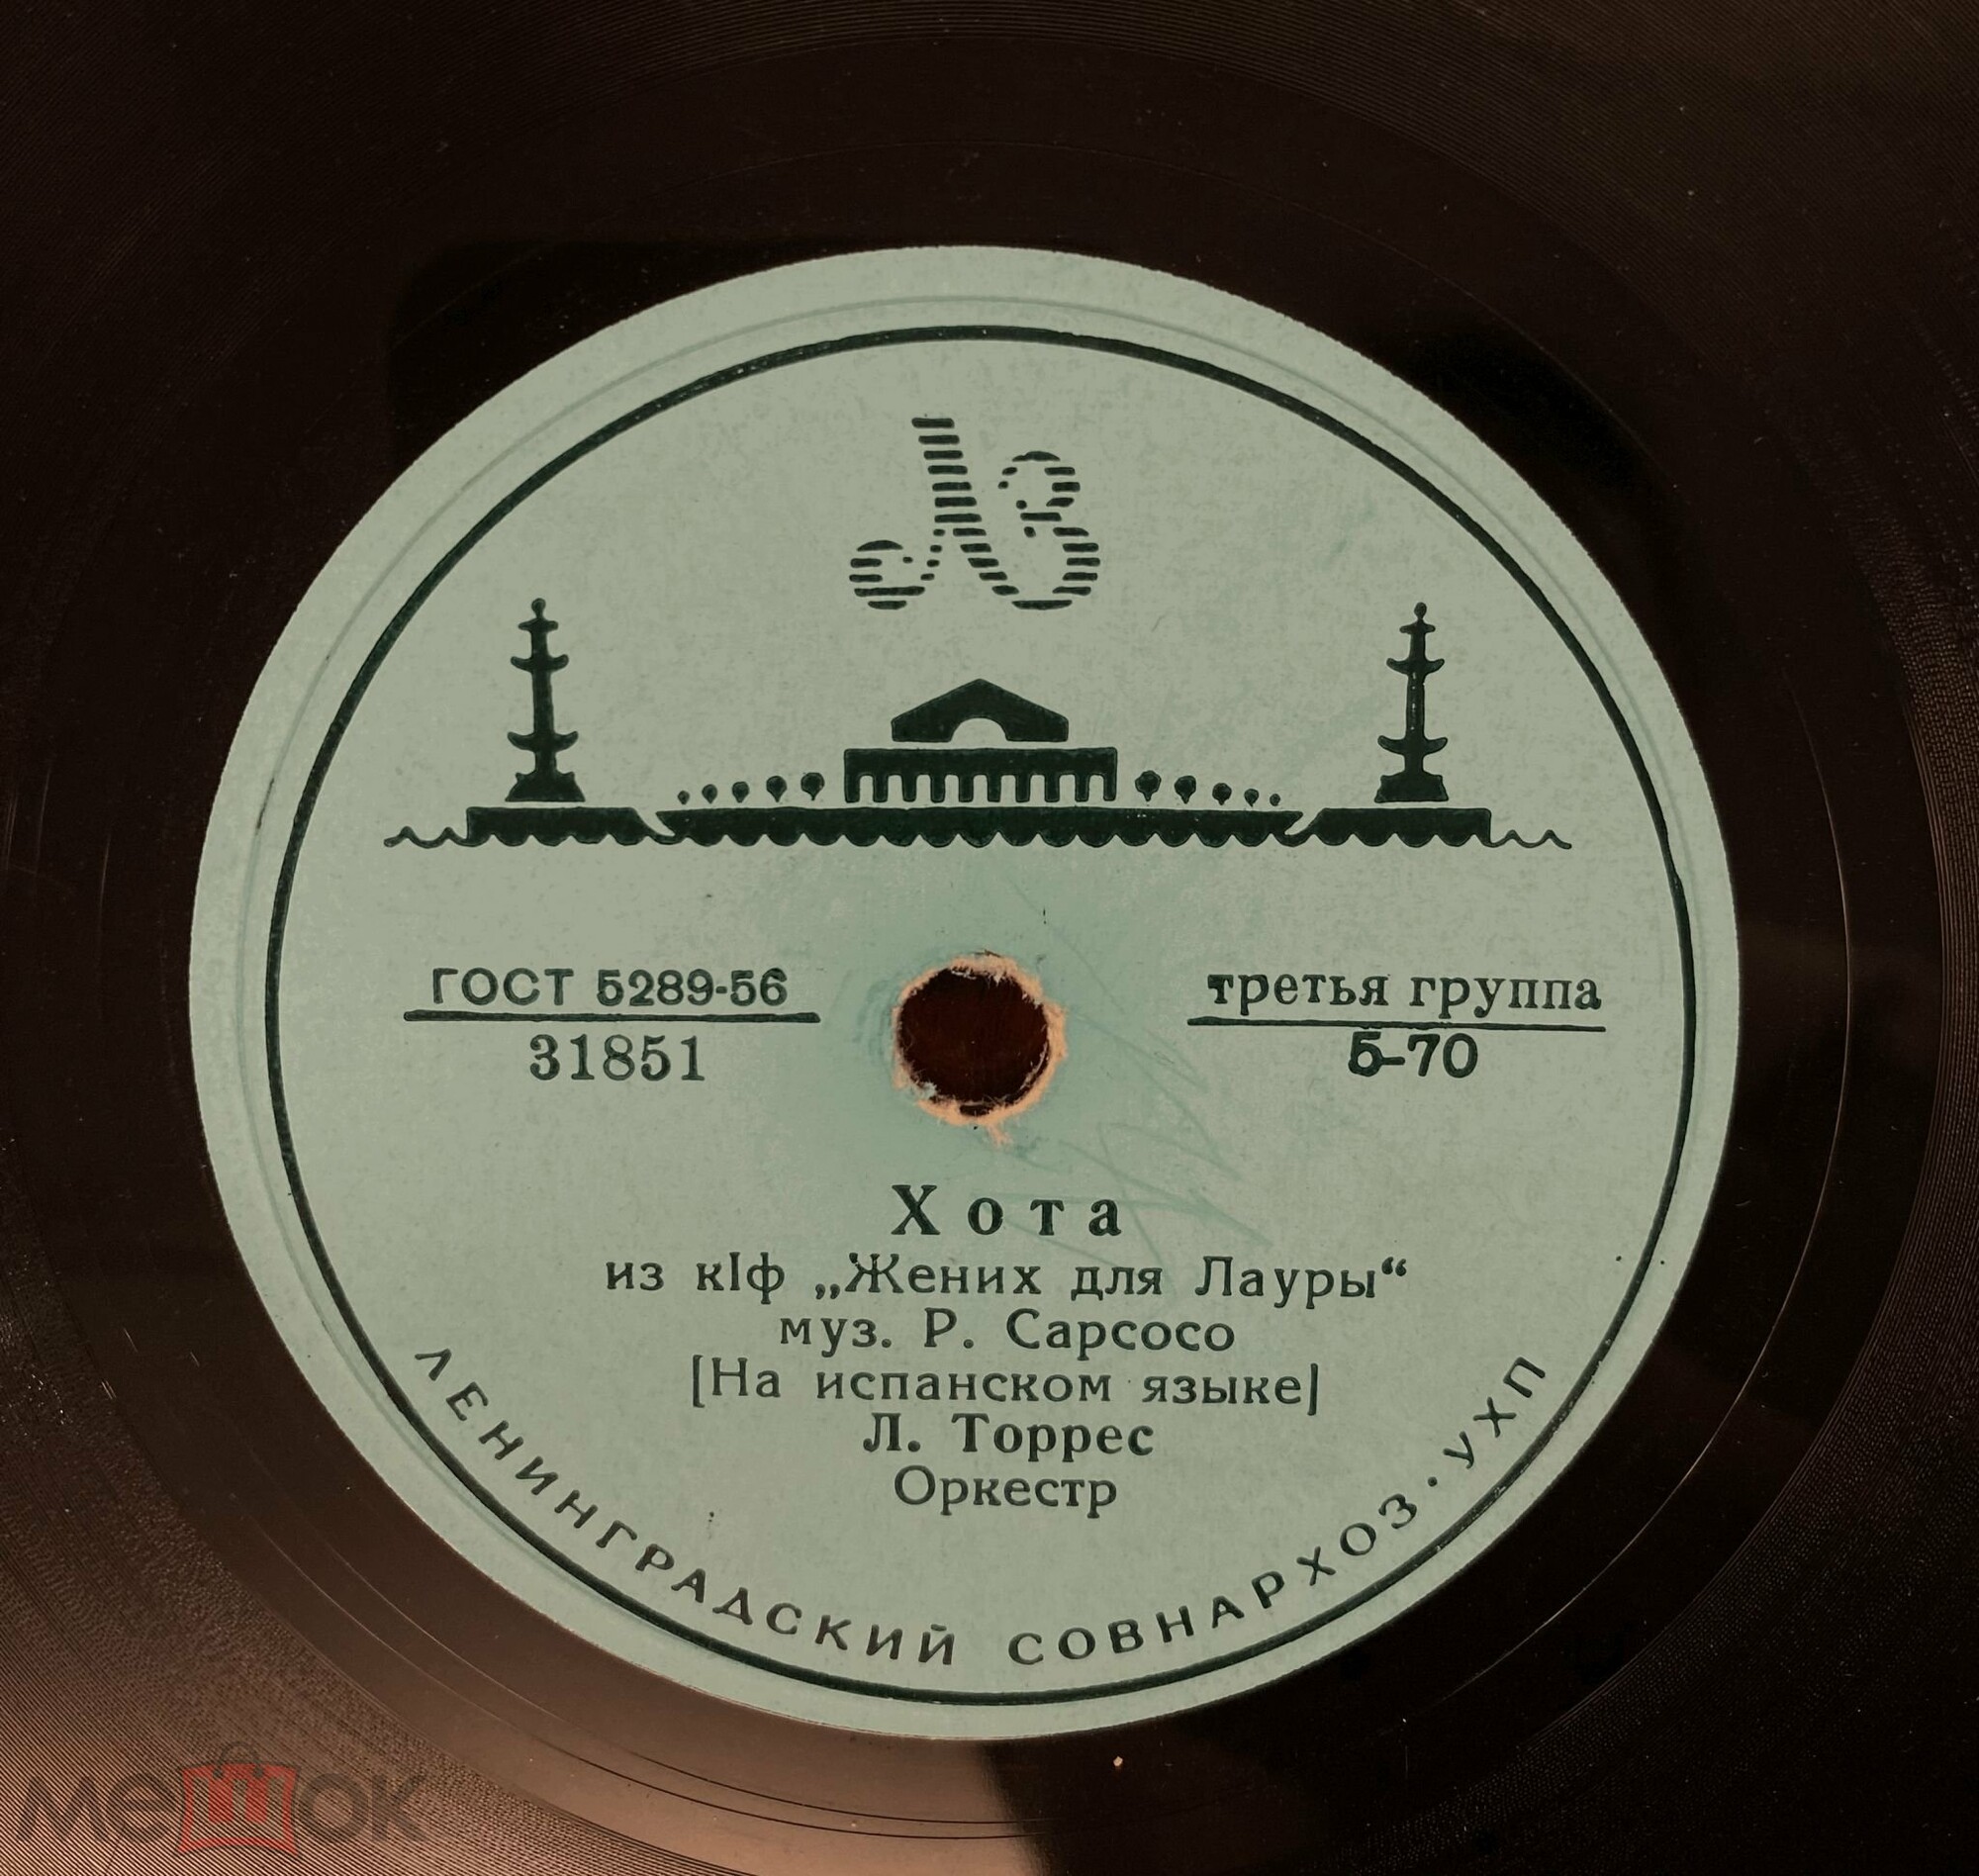 ЛЗ
ГОСТ 5289-56
31851
третья группа
5-70
Хота
из к/ф „Жених для Лауры“
муз. Р. Сарсосо
[На испанском языке]
Л. Торрес
Оркестр
ЛЕНИНГРАДСКИЙ СОВНАРХОЗ·УХП
мешок